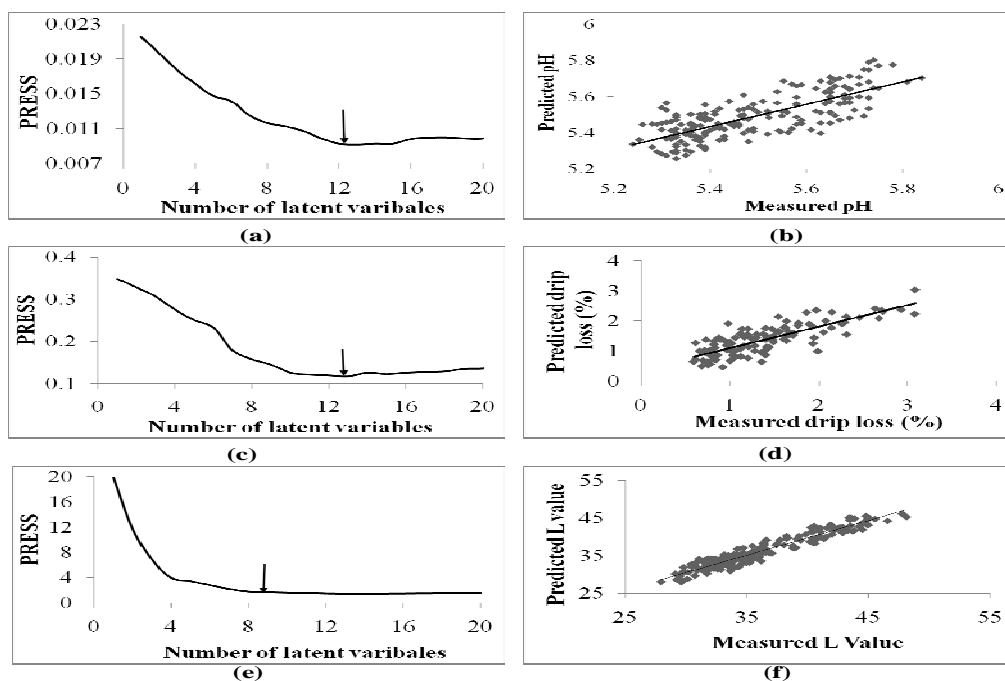 0.023
0.019
0.015
0.011
0.007
PRESS
0 4 8 12 16 20
Number of latent varibales
(a)
6
5.8
5.6
5.4
5.2
Predicted pH
5.2 5.4 5.6 5.8 6
Measured pH
(b)
0.4
0.3
0.2
0.1
PRESS
0 4 8 12 16 20
Number of latent variables
(c)
4
3
2
1
0
Predicted drip
loss (%)
0 1 2 3 4
Measured drip loss (%)
(d)
20
16
12
8
4
0
PRESS
0 4 8 12 16 20
Number of latent varibales
(e)
55
45
35
25
Predicted L value
25 35 45 55
Measured L Value
(f)